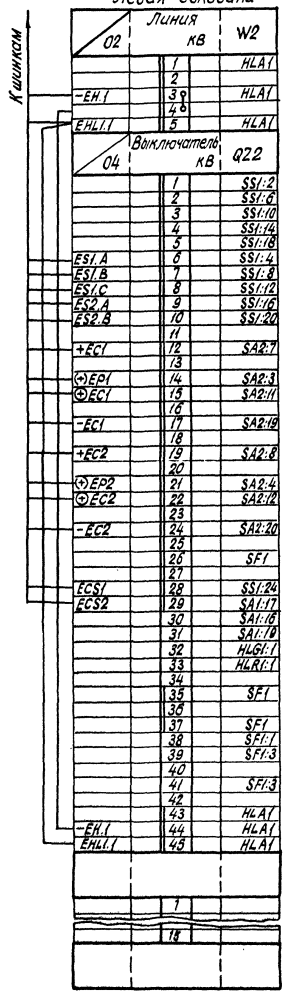 К шинкам
Линия
02 кВ W2
1 HLA1
2
-EH.1 3 HLA1
4
EHL1.1 5 HLA1
Выключатель
04 кВ QZ2
1 SS1:2
2 SS1:6
3 SS1:10
4 SS1:14
5 SS1:18
ES1.A 6 SS1:4
ES1.B 7 SS1:8
ES1.C 8 SS1:12
ES2.A 9 SS1:16
ES2.B 10 SS1:20
11
+EC1 12 SA2:7
13
(+)EP1 14 SA2:3
(+)EC1 15 SA2:11
16
-EC1 17 SA2:19
18
+EC2 19 SA2:8
20
(+)EP2 21 SA2:4
(+)EC2 22 SA2:12
23
-EC2 24 SA2:20
25
26 SF1
27
ECS1 28 SS1:24
ECS2 29 SA1:17
30 SA1:16
31 SA1:19
32 HLG1:1
33 HLR1:1
34
35 SF1
36
37 SF1
38 SF1:1
39 SF1:3
40
41 SF1:3
42
43 HLA1
-EH.1 44 HLA1
EHL1.1 45 HLA1
1
15